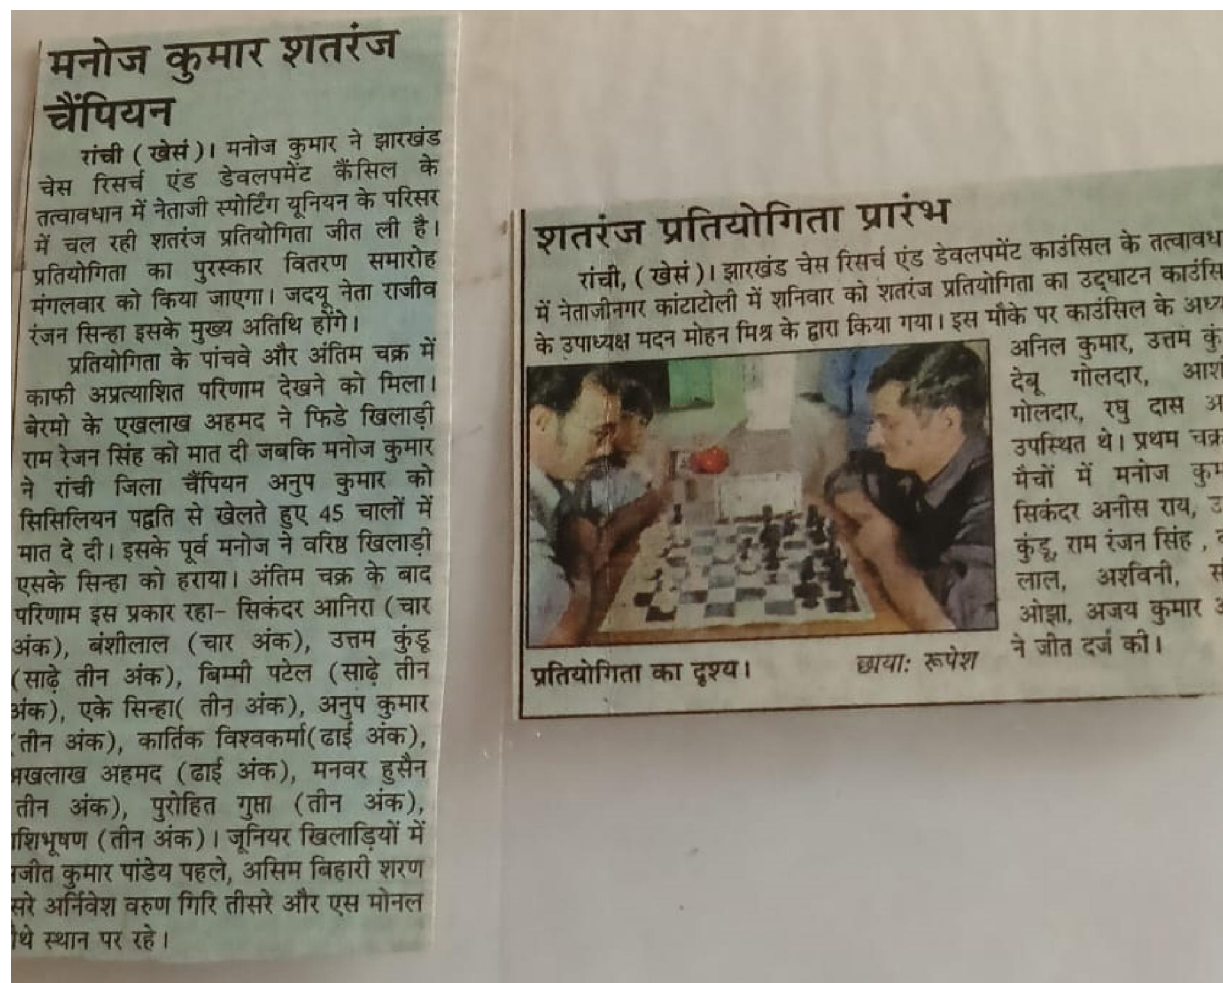 मनोज कुमार शतरंज
चैंपियन
रांची (खेसं)। मनोज कुमार ने झारखंड
चेस रिसर्च एंड डेवलपमेंट कैंसिल के
तत्वावधान में नेताजी स्पोर्टिंग यूनियन के परिसर
में चल रही शतरंज प्रतियोगिता जीत ली है।
प्रतियोगिता का पुरस्कार वितरण समारोह
मंगलवार को किया जाएगा। जदयू नेता राजीव
रंजन सिन्हा इसके मुख्य अतिथि होंगे।
प्रतियोगिता के पांचवे और अंतिम चक्र में
काफी अप्रत्याशित परिणाम देखने को मिला।
बेरमो के एखलाख अहमद ने फिडे खिलाड़ी
राम रेजन सिंह को मात दी जबकि मनोज कुमार
ने रांची जिला चैंपियन अनुप कुमार को
सिसिलियन पद्वति से खेलते हुए 45 चालों में
मात दे दी। इसके पूर्व मनोज ने वरिष्ठ खिलाड़ी
एसके सिन्हा को हराया। अंतिम चक्र के बाद
परिणाम इस प्रकार रहा- सिकंदर आनिरा (चार
अंक), बंशीलाल (चार अंक), उत्तम कुंडू
(साढ़े तीन अंक), बिम्मी पटेल (साढ़े तीन
अंक), एके सिन्हा( तीन अंक), अनुप कुमार
(तीन अंक), कार्तिक विश्वकर्मा(ढाई अंक),
अखलाख अहमद (ढाई अंक), मनवर हुसैन
तीन अंक), पुरोहित गुप्ता (तीन अंक),
शिभूषण (तीन अंक)। जूनियर खिलाड़ियों में
जीत कुमार पांडेय पहले, असिम बिहारी शरण
सरे अर्निवेश वरुण गिरि तीसरे और एस मोनल
थे स्थान पर रहे।
शतरंज प्रतियोगिता प्रारंभ
रांची, (खेसं)। झारखंड चेस रिसर्च एंड डेवलपमेंट काउंसिल के तत्वावध
में नेताजीनगर कांटाटोली में शनिवार को शतरंज प्रतियोगिता का उद्घाटन काउंसि
के उपाध्यक्ष मदन मोहन मिश्र के द्वारा किया गया। इस मौके पर काउंसिल के अध्य
अनिल कुमार, उत्तम कुं
देबू गोलदार, आश
गोलदार, रघु दास अ
उपस्थित थे। प्रथम चक्र
मैचों में मनोज कुम
सिकंदर अनीस राय, उ
कुंडू, राम रंजन सिंह ,
लाल, अश्विनी, सं
ओझा, अजय कुमार अ
ने जीत दर्ज की।
प्रतियोगिता का दृश्य।
छाया: रूपेश